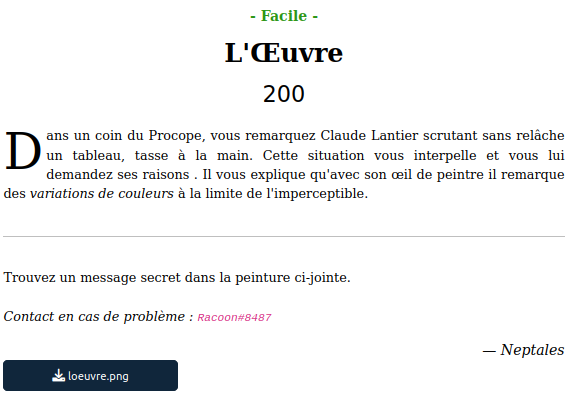 - Facile -
L'Œuvre
200
Dans un coin du Procope, vous remarquez Claude Lantier scrutant sans relâche
un tableau, tasse à la main. Cette situation vous interpelle et vous lui
demandez ses raisons . Il vous explique qu'avec son œil de peintre il remarque
des variations de couleurs à la limite de l'imperceptible.
Trouvez un message secret dans la peinture ci-jointe.
Contact en cas de problème : Racoon#8487
— Neptales
loeuvre.png